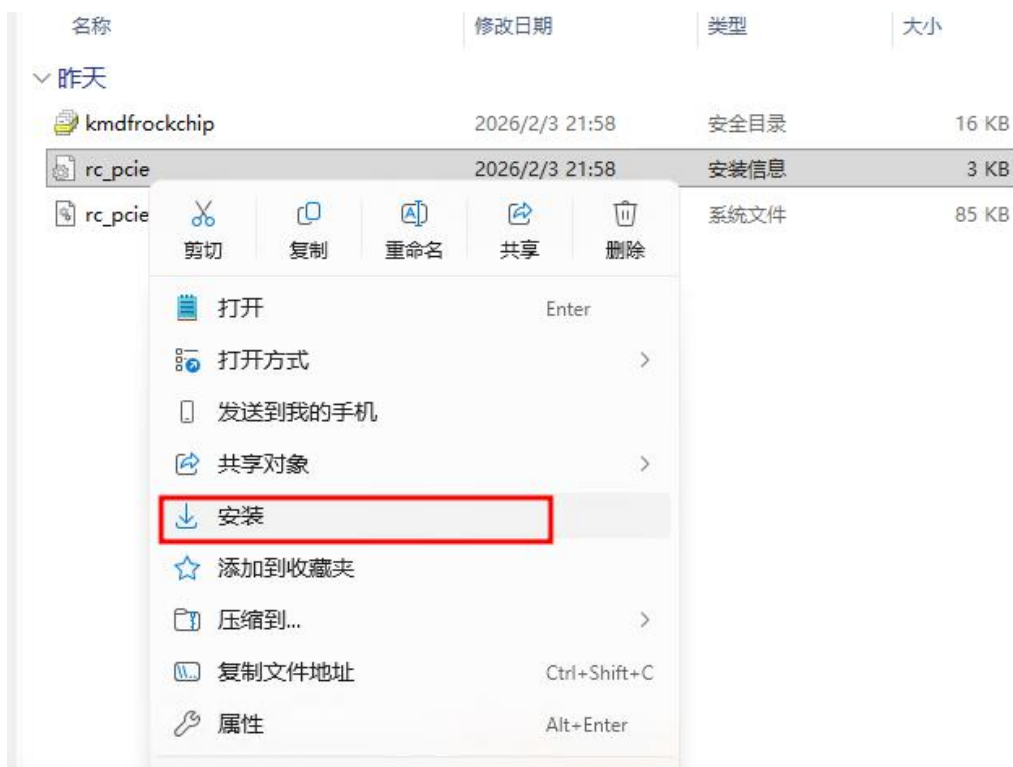 名称 修改日期 类型 大小
昨天
kmdfrockchip 2026/2/3 21:58 安全目录 16 KB
rc_pcie 2026/2/3 21:58 安装信息 3 KB
rc_pcie 系统文件 85 KB
剪切 复制 重命名 共享 删除
打开 Enter
打开方式
发送到我的手机
共享对象
安装
添加到收藏夹
压缩到...
复制文件地址 Ctrl+Shift+C
属性 Alt+Enter